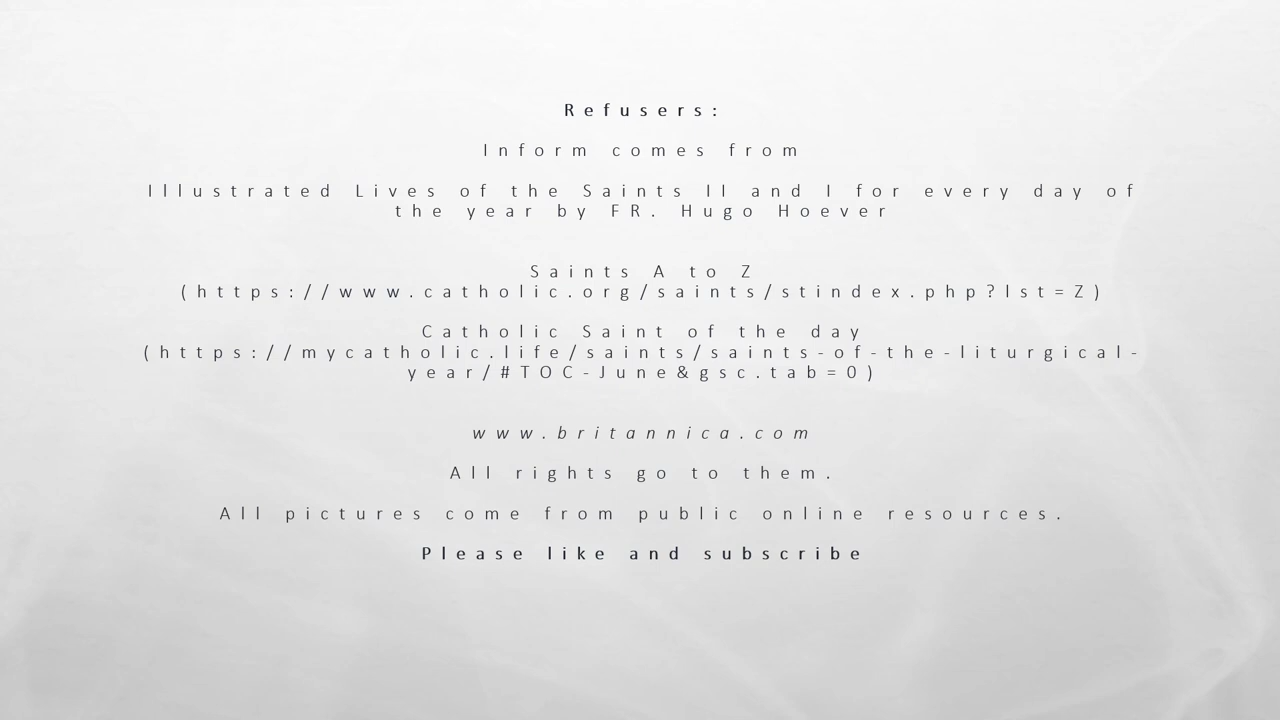 Refusers:
Inform comes from
Illustrated Lives of the Saints II and I for every day of
the year by FR. Hugo Hoever
Saints A to Z
(https://www.catholic.org/saints/stindex.php?lst=Z)
Catholic Saint of the day
(https://mycatholic.life/saints/saints-of-the-liturgical-
year/#TOC-June&gsc.tab=0)
www.britannica.com
All rights go to them.
All pictures come from public online resources.
Please like and subscribe